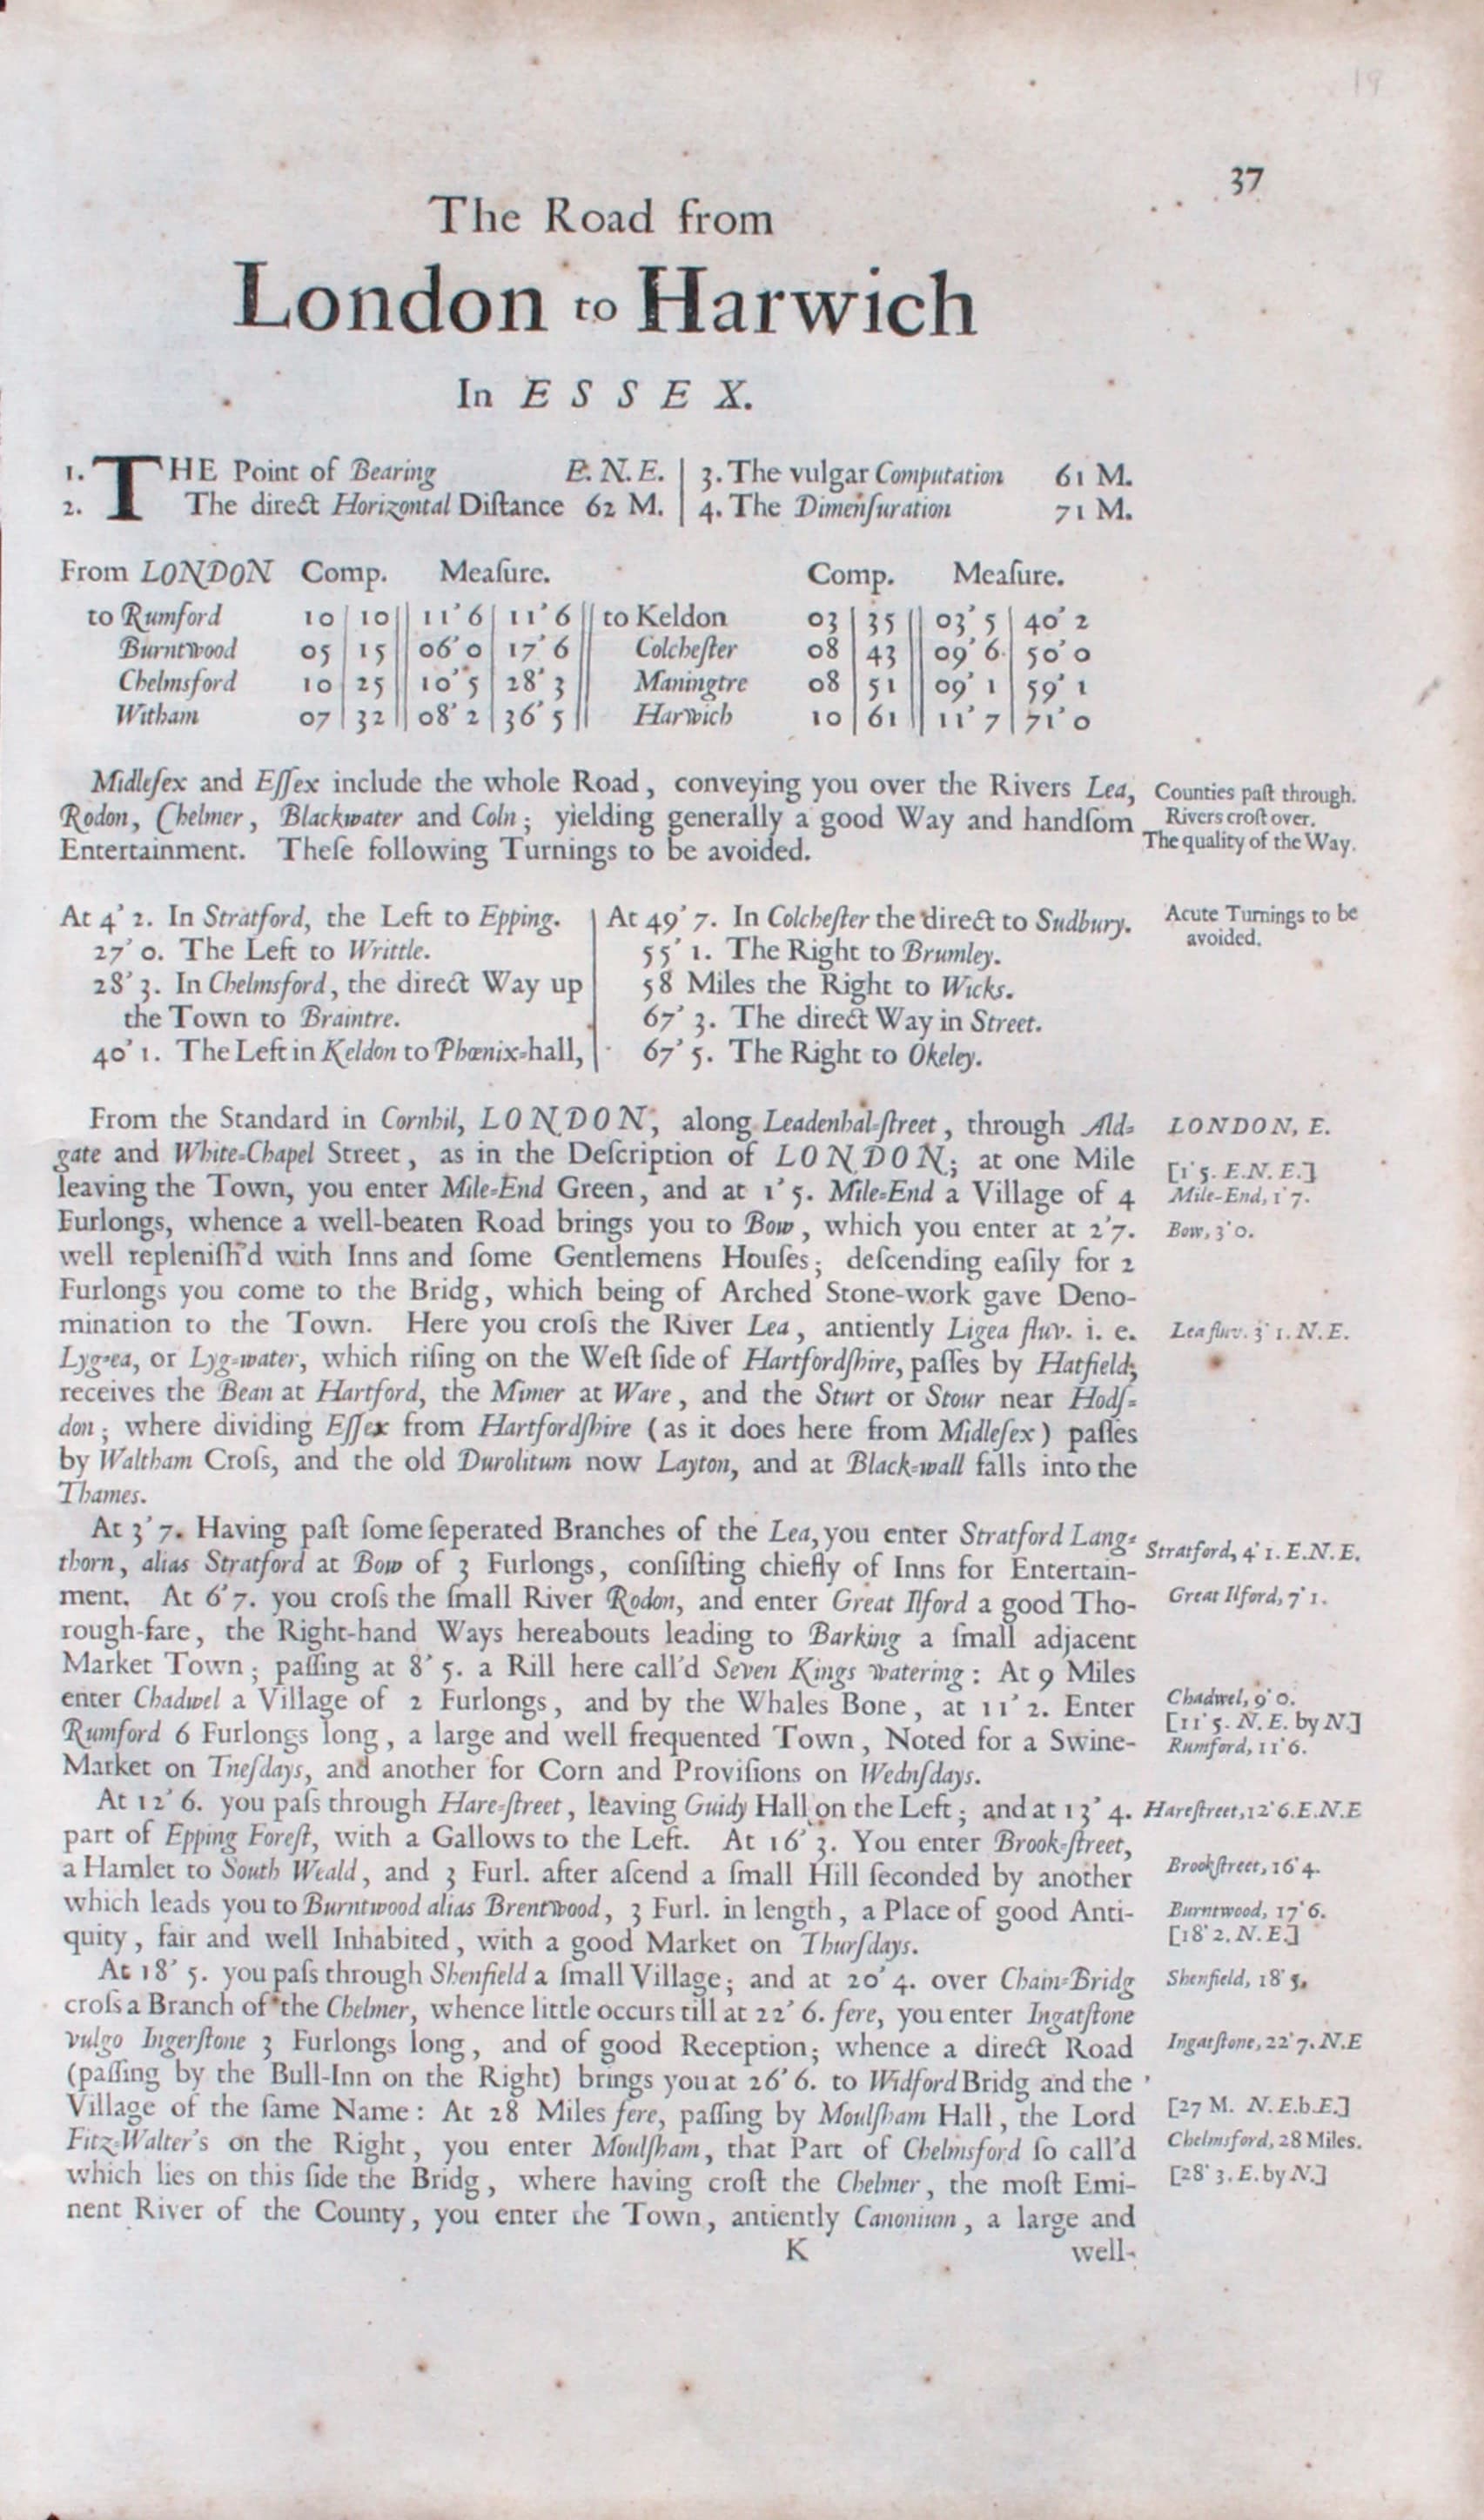 19
37
The Road from
London to Harwich
In ESSEX.
1. THE Point of Bearing E. N. E. | 3. The vulgar Computation 61 M.
2. The direct Horizontal Diſtance 62 M. | 4. The Dimenſuration 71 M.
From LONDON Comp. Meaſure. Comp. Meaſure.
to Rumford 10 | 10 || 11'6 | 11'6 || to Keldon 03 | 35 || 03'5 | 40'2
Burntwood 05 | 15 || 06'0 | 17'6 || Colcheſter 08 | 43 || 09'6 | 50'0
Chelmsford 10 | 25 || 10'5 | 28'3 || Maningtre 08 | 51 || 09'1 | 59'1
Witham 07 | 32 || 08'2 | 36'5 || Harwich 10 | 61 || 11'7 | 71'0
Midleſex and Eſſex include the whole Road, conveying you over the Rivers Lea,
Rodon, Chelmer, Blackwater and Coln; yielding generally a good Way and handſom
Entertainment. Theſe following Turnings to be avoided.
Counties paſt through.
Rivers croſt over.
The quality of the Way.
At 4'2. In Stratford, the Left to Epping.
27'0. The Left to Writtle.
28'3. In Chelmsford, the direct Way up
the Town to Braintre.
40'1. The Left in Keldon to Phœnix-hall,
At 49'7. In Colcheſter the direct to Sudbury.
55'1. The Right to Brumley.
58 Miles the Right to Wicks.
67'3. The direct Way in Street.
67'5. The Right to Okeley.
Acute Turnings to be
avoided.
From the Standard in Cornhil, LONDON, along Leadenhal-ſtreet, through Ald-
gate and White-Chapel Street, as in the Deſcription of LONDON; at one Mile
leaving the Town, you enter Mile-End Green, and at 1'5. Mile-End a Village of 4
Furlongs, whence a well-beaten Road brings you to Bow, which you enter at 2'7.
well repleniſh'd with Inns and ſome Gentlemens Houſes; deſcending eaſily for 2
Furlongs you come to the Bridg, which being of Arched Stone-work gave Deno-
mination to the Town. Here you croſs the River Lea, antiently Ligea fluv. i. e.
Lyg-ea, or Lyg-water, which riſing on the Weſt ſide of Hartfordſhire, paſſes by Hatfield;
receives the Bean at Hartford, the Mimer at Ware, and the Sturt or Stour near Hodſ-
don; where dividing Eſſex from Hartfordſhire (as it does here from Midleſex) paſſes
by Waltham Croſs, and the old Durolitum now Layton, and at Black-wall falls into the
Thames.
LONDON, E.
[1'5. E.N. E.]
Mile-End, 1'7.
Bow, 3'0.
Lea fluv. 3'1. N. E.
At 3'7. Having paſt ſome ſeperated Branches of the Lea, you enter Stratford Lang-
thorn, alias Stratford at Bow of 3 Furlongs, conſiſting chiefly of Inns for Entertain-
ment. At 6'7. you croſs the ſmall River Rodon, and enter Great Ilford a good Tho-
rough-fare, the Right-hand Ways hereabouts leading to Barking a ſmall adjacent
Market Town; paſſing at 8'5. a Rill here call'd Seven Kings watering: At 9 Miles
enter Chadwel a Village of 2 Furlongs, and by the Whales Bone, at 11'2. Enter
Rumford 6 Furlongs long, a large and well frequented Town, Noted for a Swine-
Market on Tneſdays, and another for Corn and Proviſions on Wednſdays.
Stratford, 4'1. E.N.E.
Great Ilford, 7'1.
Chadwel, 9'0.
[11'5. N. E. by N.]
Rumford, 11'6.
At 12'6. you paſs through Hare-ſtreet, leaving Guidy Hall on the Left; and at 13'4.
part of Epping Foreſt, with a Gallows to the Left. At 16'3. You enter Brook-ſtreet,
a Hamlet to South Weald, and 3 Furl. after aſcend a ſmall Hill ſeconded by another
which leads you to Burntwood alias Brentwood, 3 Furl. in length, a Place of good Anti-
quity, fair and well Inhabited, with a good Market on Thurſdays.
Hareſtreet, 12'6. E.N.E
Brookſtreet, 16'4.
Burntwood, 17'6.
[18'2. N. E.]
At 18'5. you paſs through Shenfield a ſmall Village; and at 20'4. over Chain-Bridg
croſs a Branch of the Chelmer, whence little occurs till at 22'6. fere, you enter Ingatſtone
vulgo Ingerſtone 3 Furlongs long, and of good Reception; whence a direct Road
(paſſing by the Bull-Inn on the Right) brings you at 26'6. to Widford Bridg and the
Village of the ſame Name: At 28 Miles fere, paſſing by Moulſham Hall, the Lord
Fitz-Walter's on the Right, you enter Moulſham, that Part of Chelmsford ſo call'd
which lies on this ſide the Bridg, where having croſt the Chelmer, the moſt Emi-
nent River of the County, you enter the Town, antiently Canonium, a large and
Shenfield, 18'5.
Ingatſtone, 22'7. N.E
[27 M. N.E.b.E.]
Chelmsford, 28 Miles.
[28'3. E. by N.]
K well-